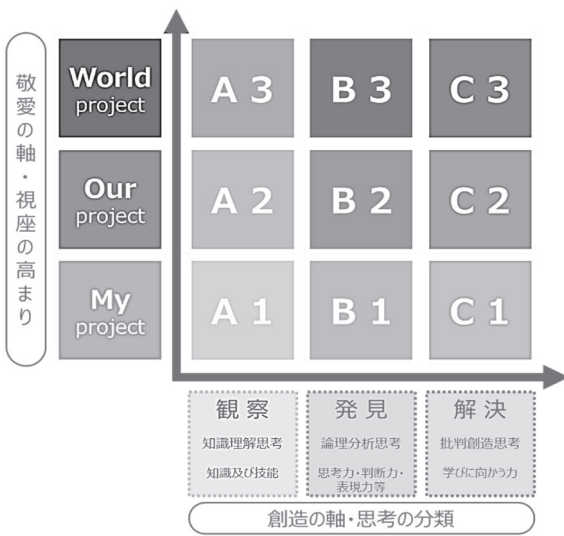 敬愛の軸・視座の高まり
World
project
A 3
B 3
C 3
Our
project
A 2
B 2
C 2
My
project
A 1
B 1
C 1
観察
知識理解思考
知識及び技能
発見
論理分析思考
思考力・判断力・
表現力等
解決
批判創造思考
学びに向かう力
創造の軸・思考の分類